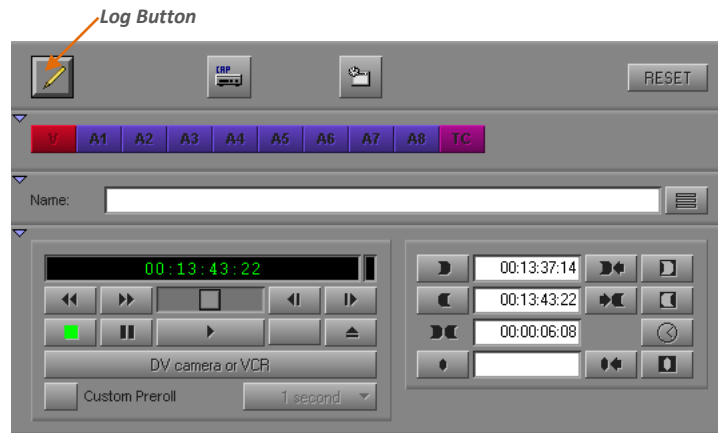 Log Button
CAP
RESET
V A1 A2 A3 A4 A5 A6 A7 A8 TC
Name:
00:13:43:22
00:13:37:14
00:13:43:22
00:00:06:08
DV camera or VCR
Custom Preroll
1 second